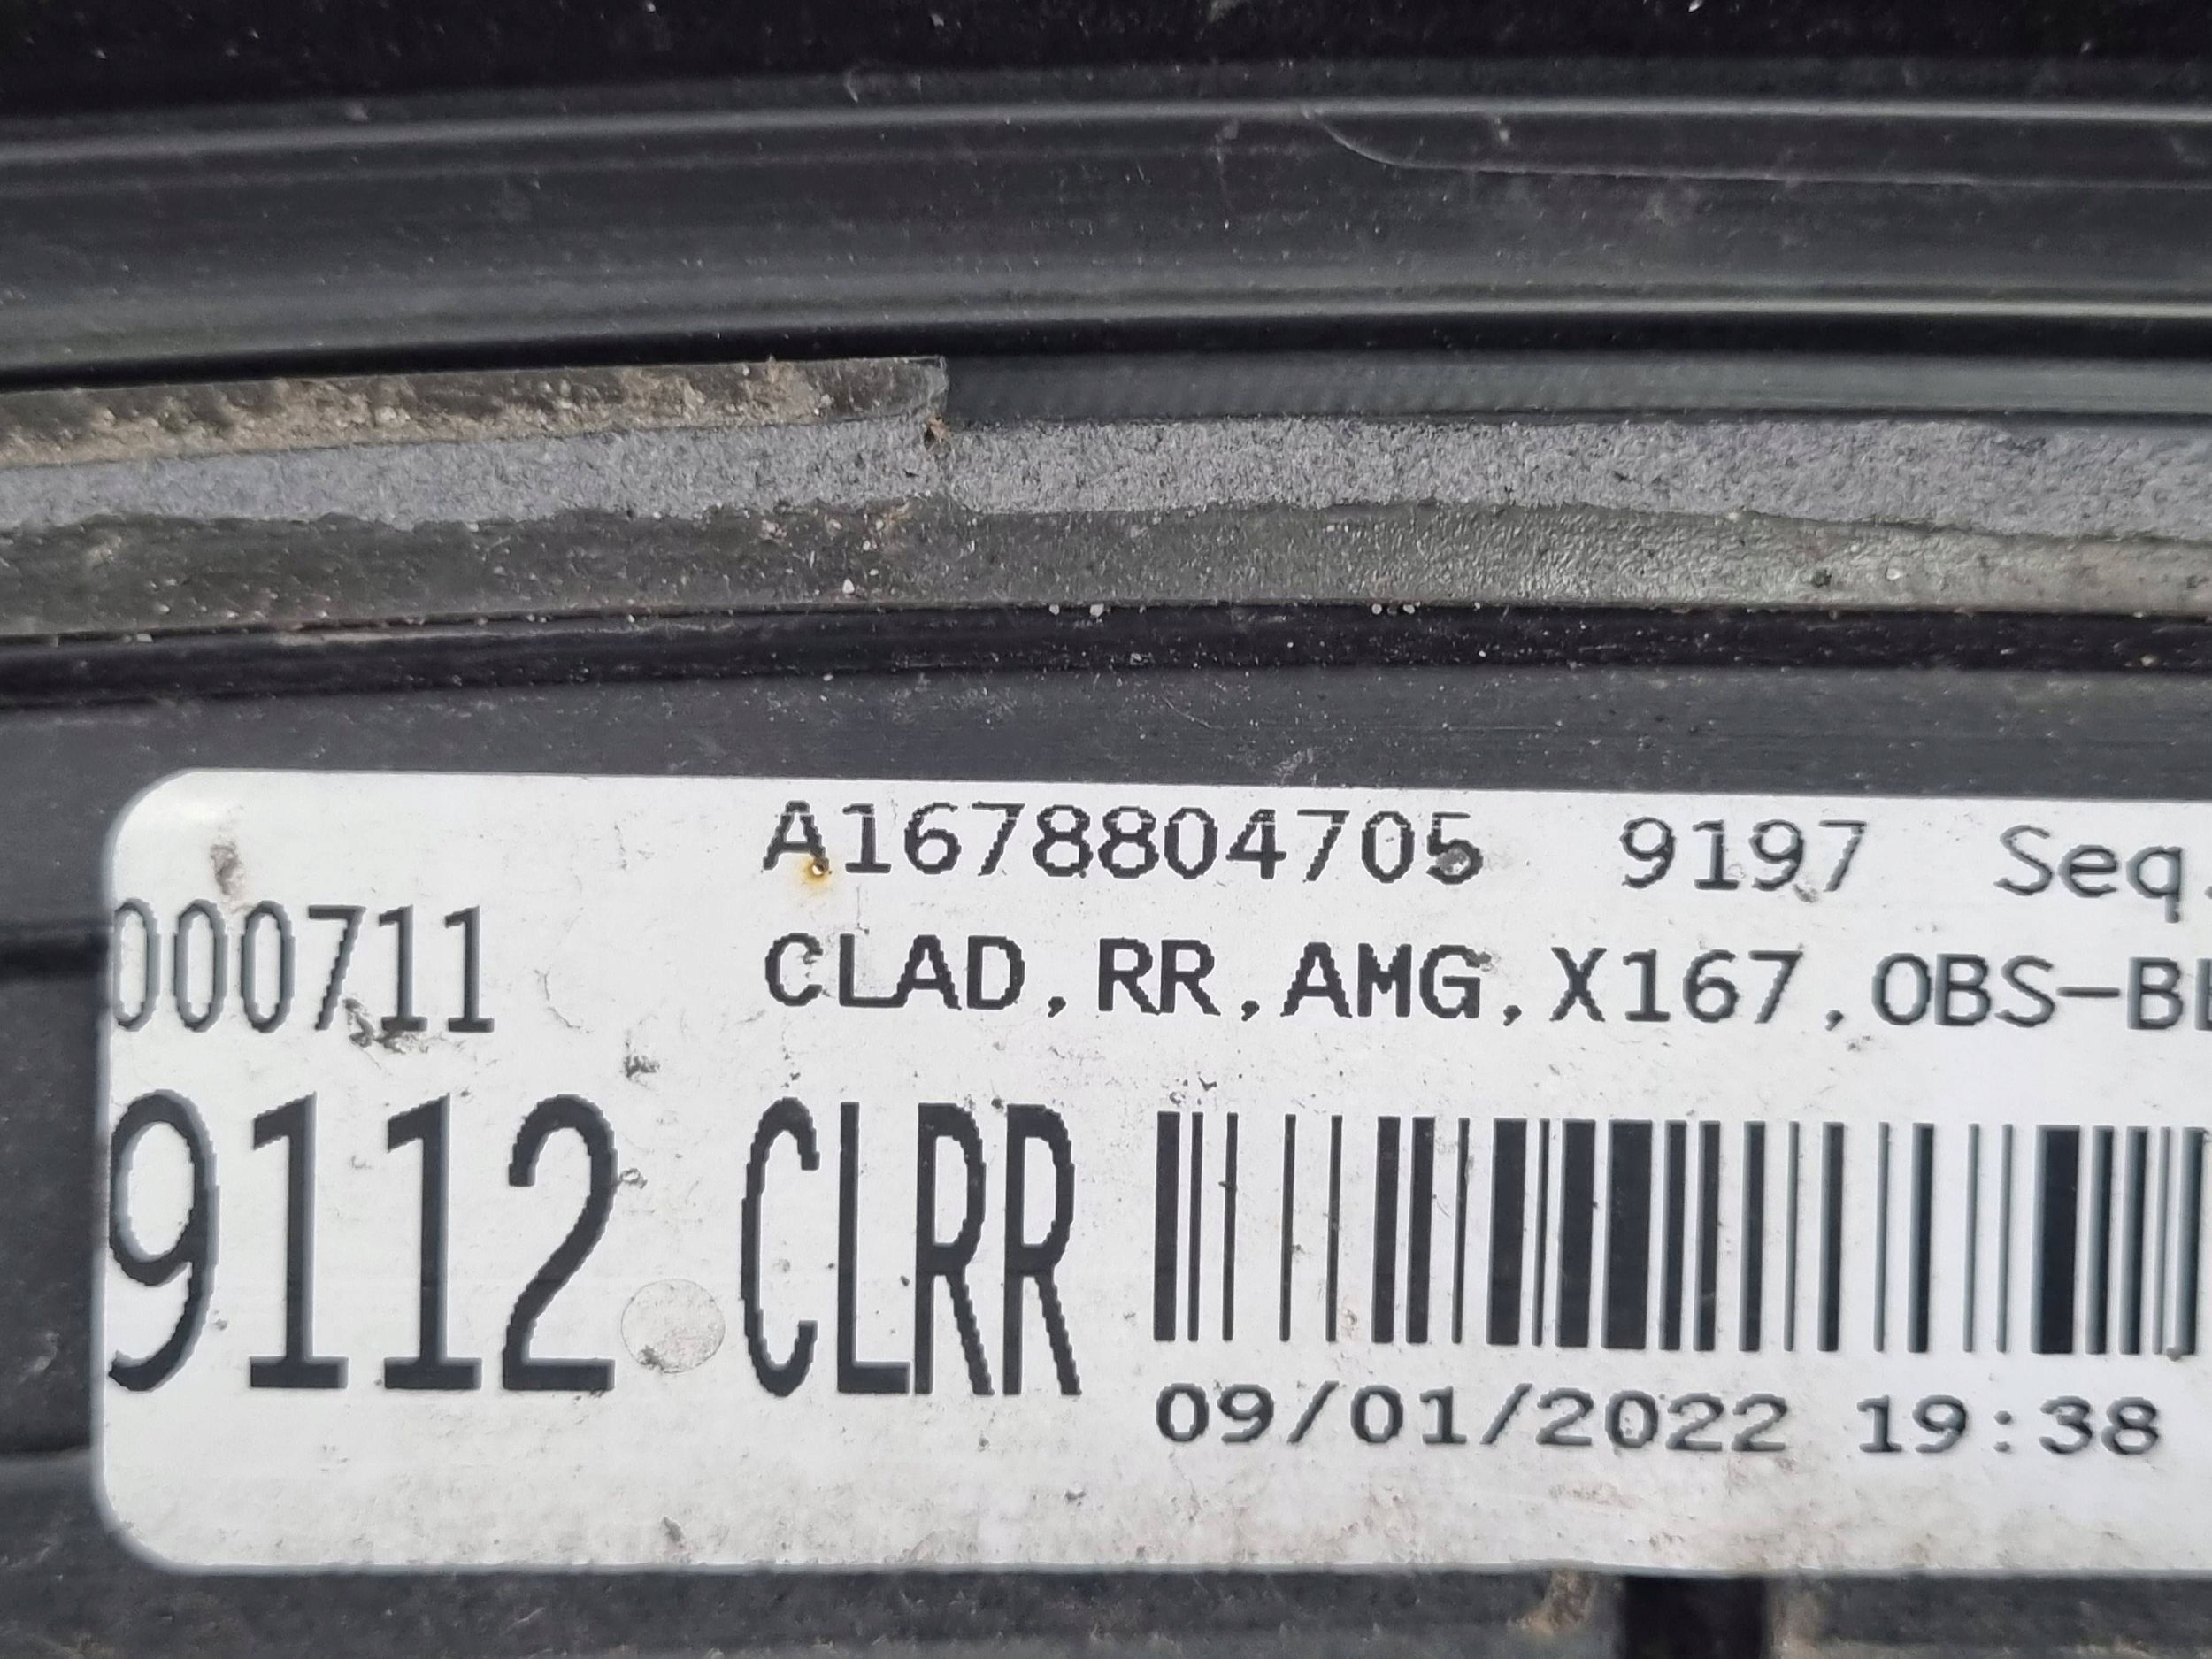 A1678804705 9197 Seq.
000711
CLAD,RR,AMG,X167,OBS-B
9112 CLRR
09/01/2022 19:38